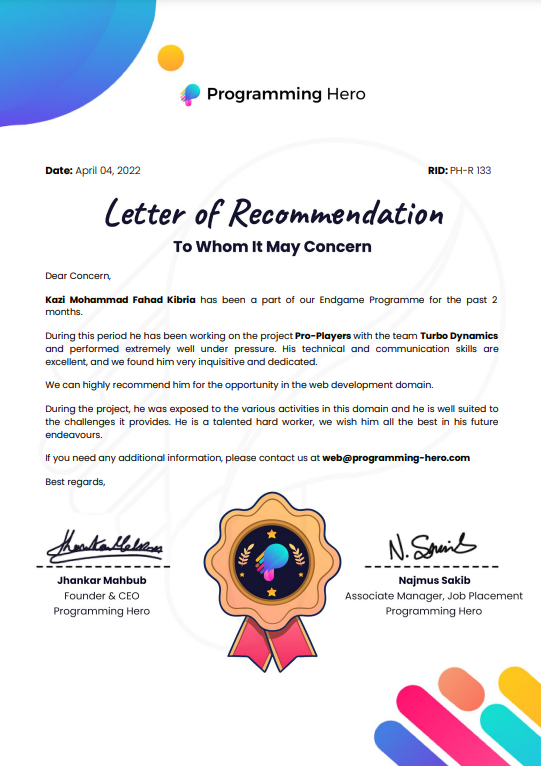 Programming Hero
Date: April 04, 2022 RID: PH-R 133
Letter of Recommendation
To Whom It May Concern
Dear Concern,
Kazi Mohammad Fahad Kibria has been a part of our Endgame Programme for the past 2
months.
During this period he has been working on the project Pro-Players with the team Turbo Dynamics
and performed extremely well under pressure. His technical and communication skills are
excellent, and we found him very inquisitive and dedicated.
We can highly recommend him for the opportunity in the web development domain.
During the project, he was exposed to the various activities in this domain and he is well suited to
the challenges it provides. He is a talented hard worker, we wish him all the best in his future
endeavours.
If you need any additional information, please contact us at web@programming-hero.com
Best regards,
Jhankar Mahbub
Founder & CEO
Programming Hero
N. Sakib
Najmus Sakib
Associate Manager, Job Placement
Programming Hero